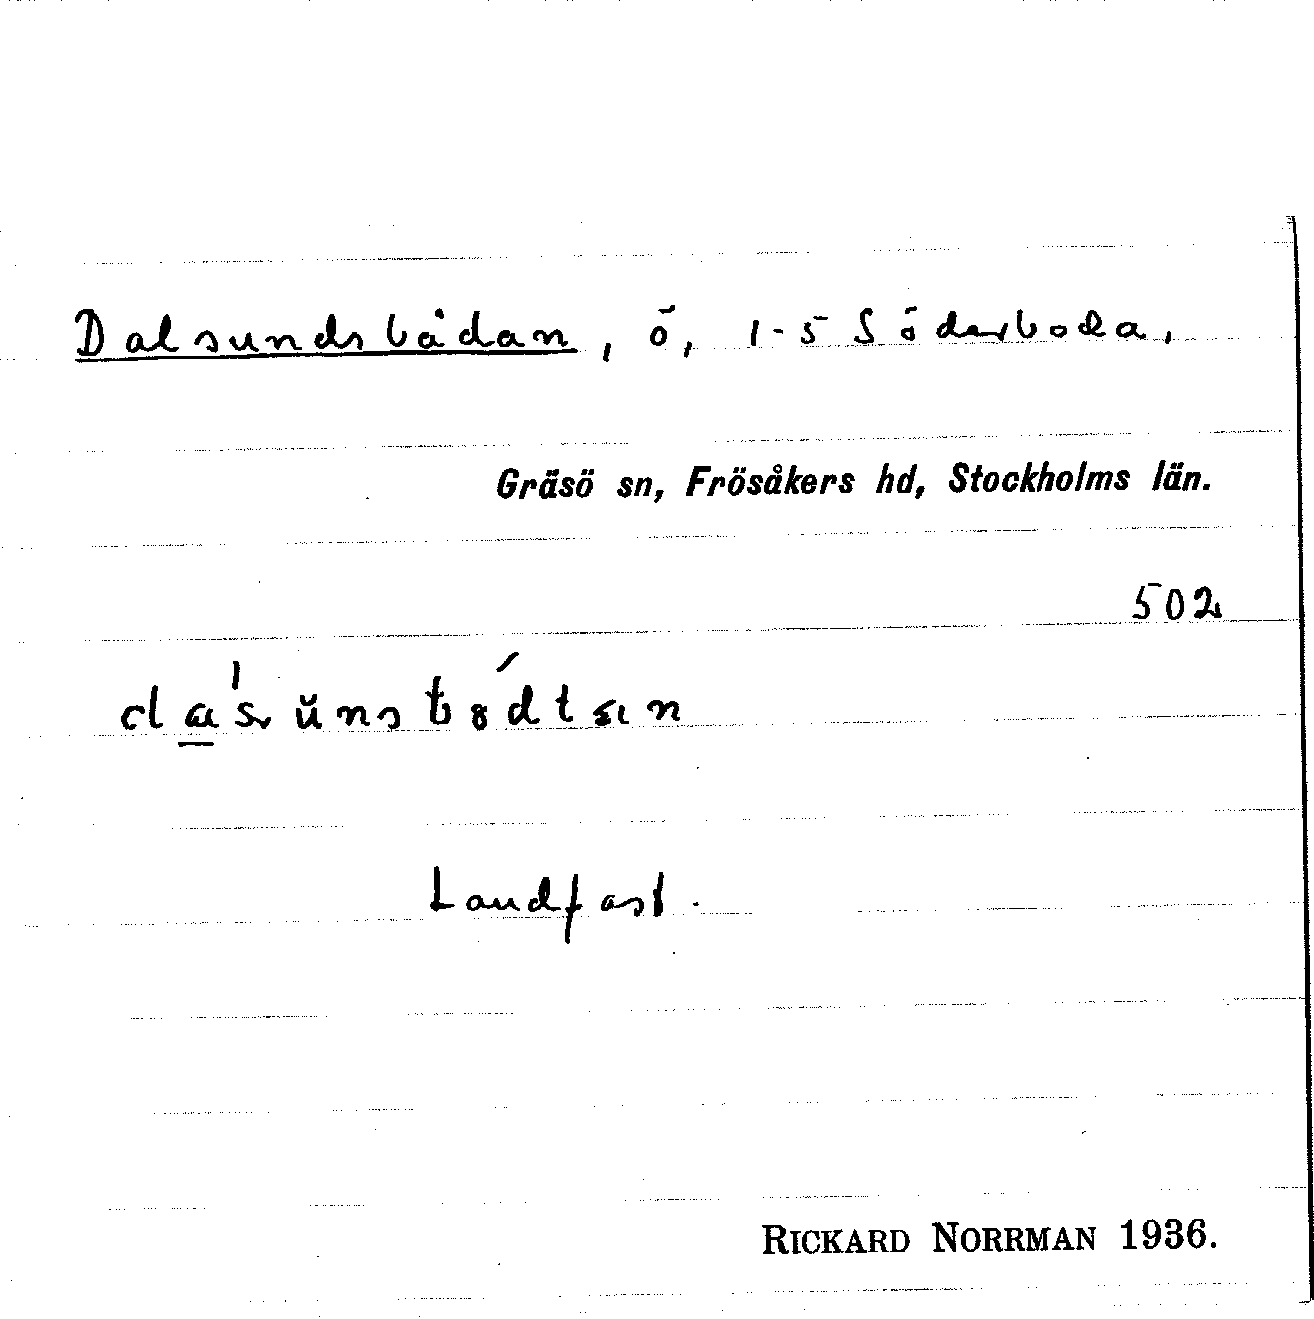 Dalsundsbådan, ö, 1-5 Söderboda,
Gräsö sn, Frösåkers hd, Stockholms län.
502
Landfast.
RICKARD NORRMAN 1936.